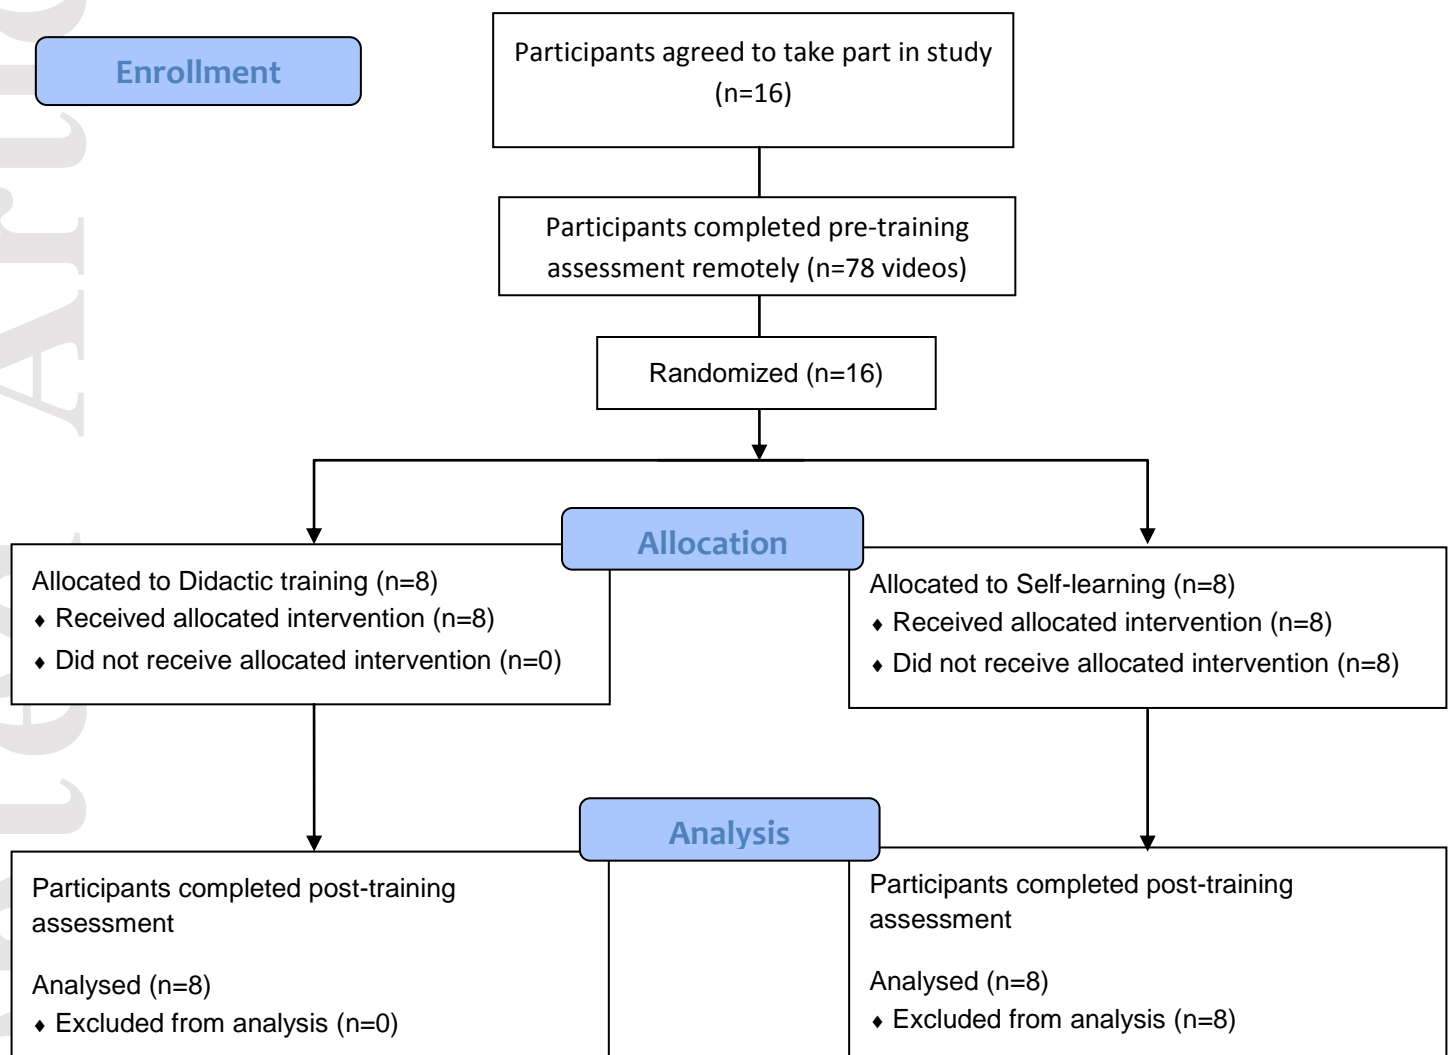 Enrollment
Participants agreed to take part in study
(n=16)
Participants completed pre-training
assessment remotely (n=78 videos)
Randomized (n=16)
Allocation
Allocated to Didactic training (n=8)
♦ Received allocated intervention (n=8)
♦ Did not receive allocated intervention (n=0)
Allocated to Self-learning (n=8)
♦ Received allocated intervention (n=8)
♦ Did not receive allocated intervention (n=8)
Analysis
Participants completed post-training
assessment
Analysed (n=8)
♦ Excluded from analysis (n=0)
Participants completed post-training
assessment
Analysed (n=8)
♦ Excluded from analysis (n=8)